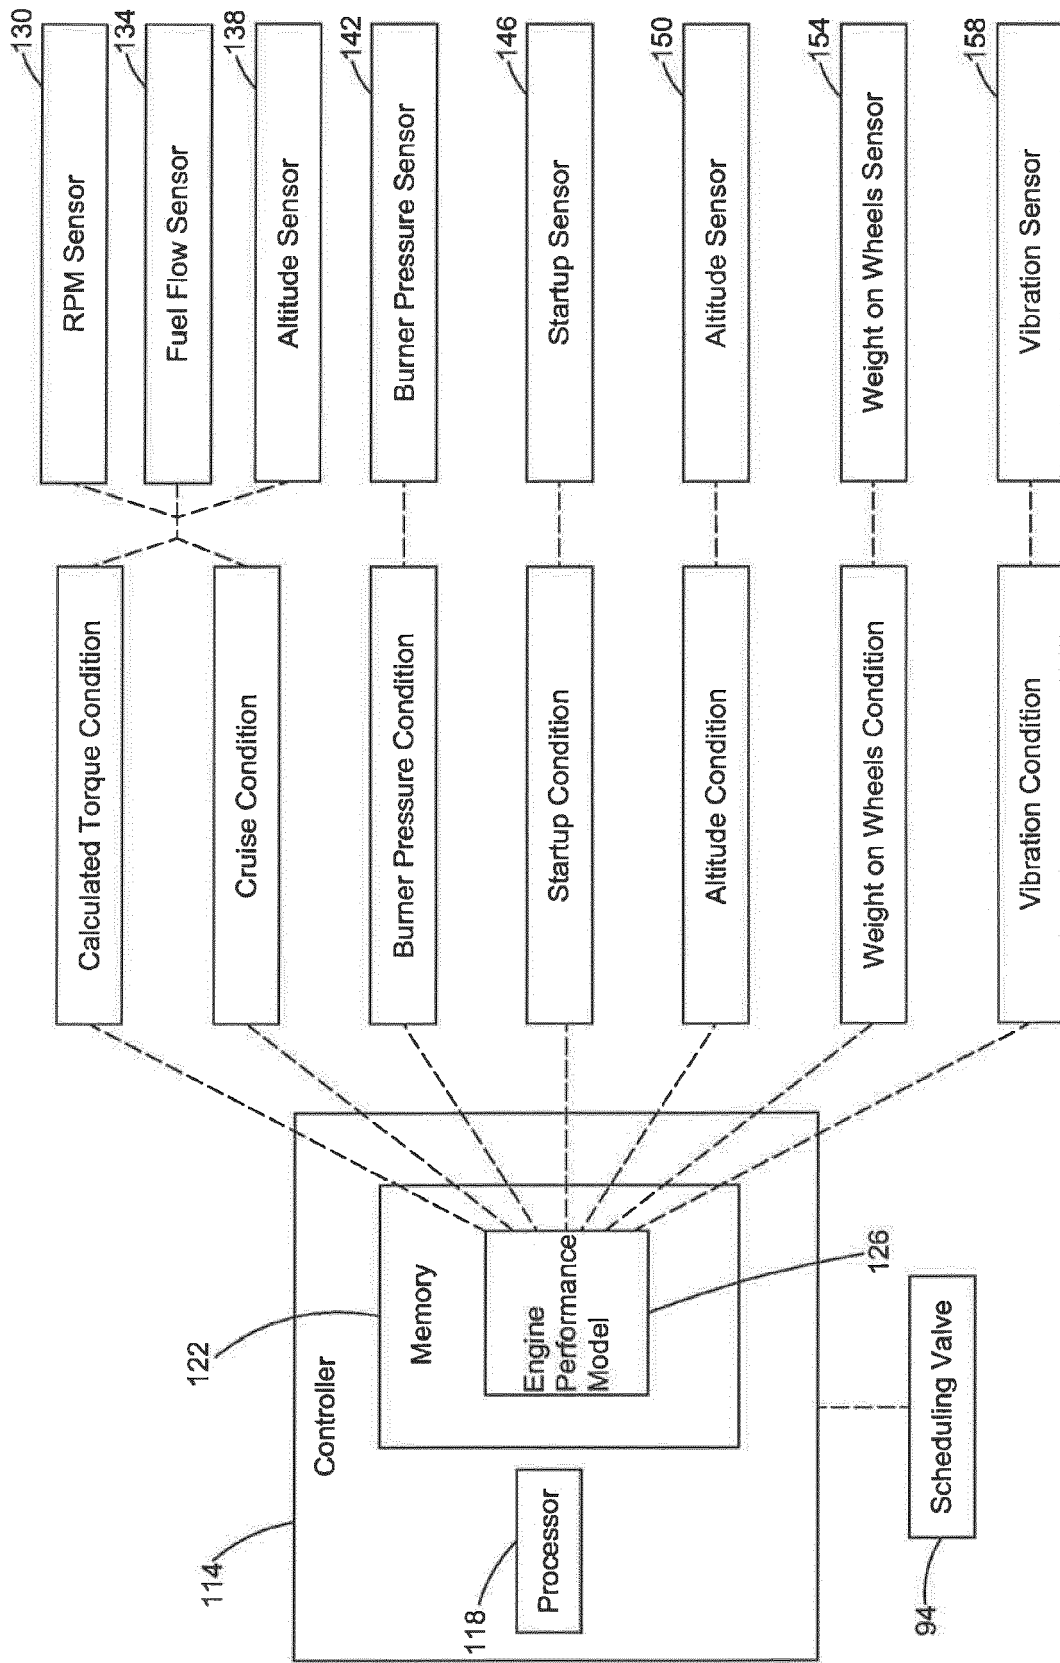 114
Controller
118
Processor
122
Memory
Engine
Performance
Model
126
94
Scheduling Valve
Calculated Torque Condition
Cruise Condition
Burner Pressure Condition
Startup Condition
Altitude Condition
Weight on Wheels Condition
Vibration Condition
RPM Sensor
130
Fuel Flow Sensor
134
Altitude Sensor
138
Burner Pressure Sensor
142
Startup Sensor
146
Altitude Sensor
150
Weight on Wheels Sensor
154
Vibration Sensor
158